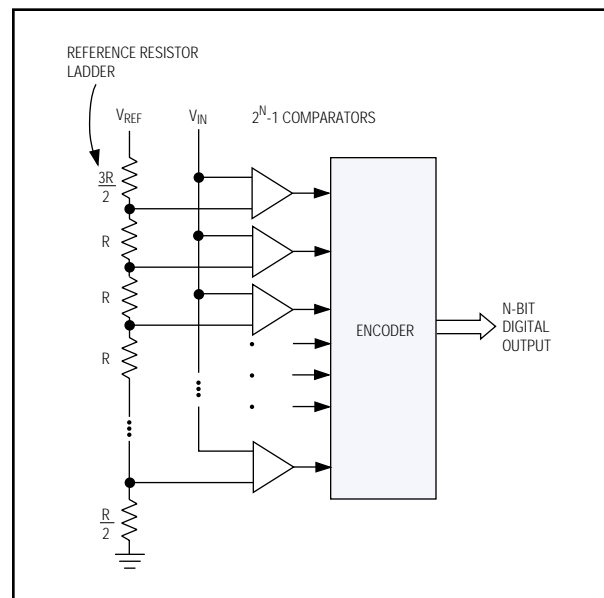 REFERENCE RESISTOR
LADDER
V_REF
V_IN
2^N-1 COMPARATORS
3R
2
R
R
R
R
2
ENCODER
N-BIT
DIGITAL
OUTPUT